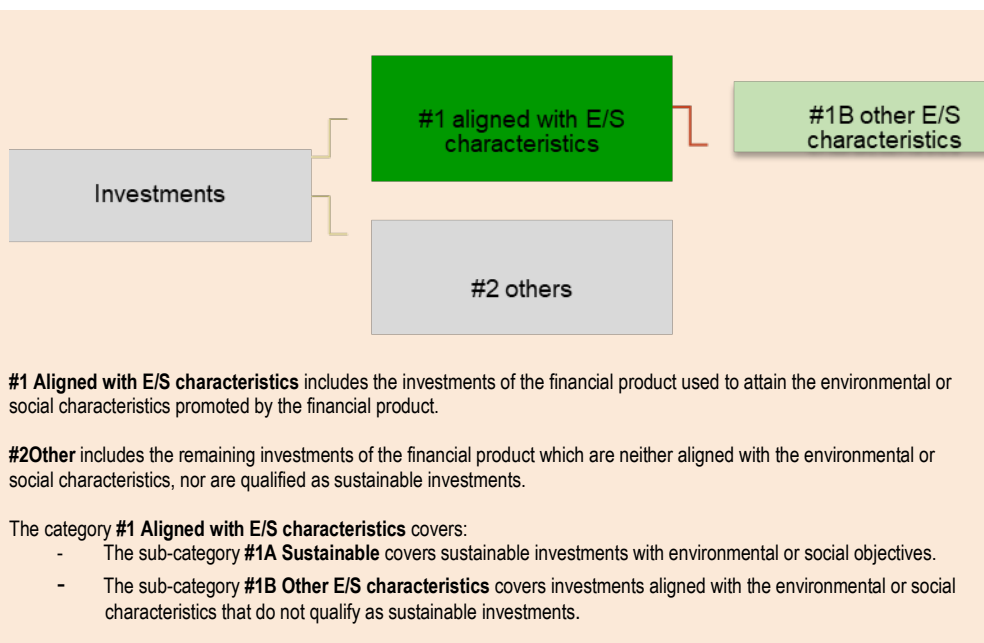 #1 aligned with E/S
characteristics
#1B other E/S
characteristics
Investments
#2 others
#1 Aligned with E/S characteristics includes the investments of the financial product used to attain the environmental or
social characteristics promoted by the financial product.
#2Other includes the remaining investments of the financial product which are neither aligned with the environmental or
social characteristics, nor are qualified as sustainable investments.
The category #1 Aligned with E/S characteristics covers:
- The sub-category #1A Sustainable covers sustainable investments with environmental or social objectives.
- The sub-category #1B Other E/S characteristics covers investments aligned with the environmental or social
characteristics that do not qualify as sustainable investments.